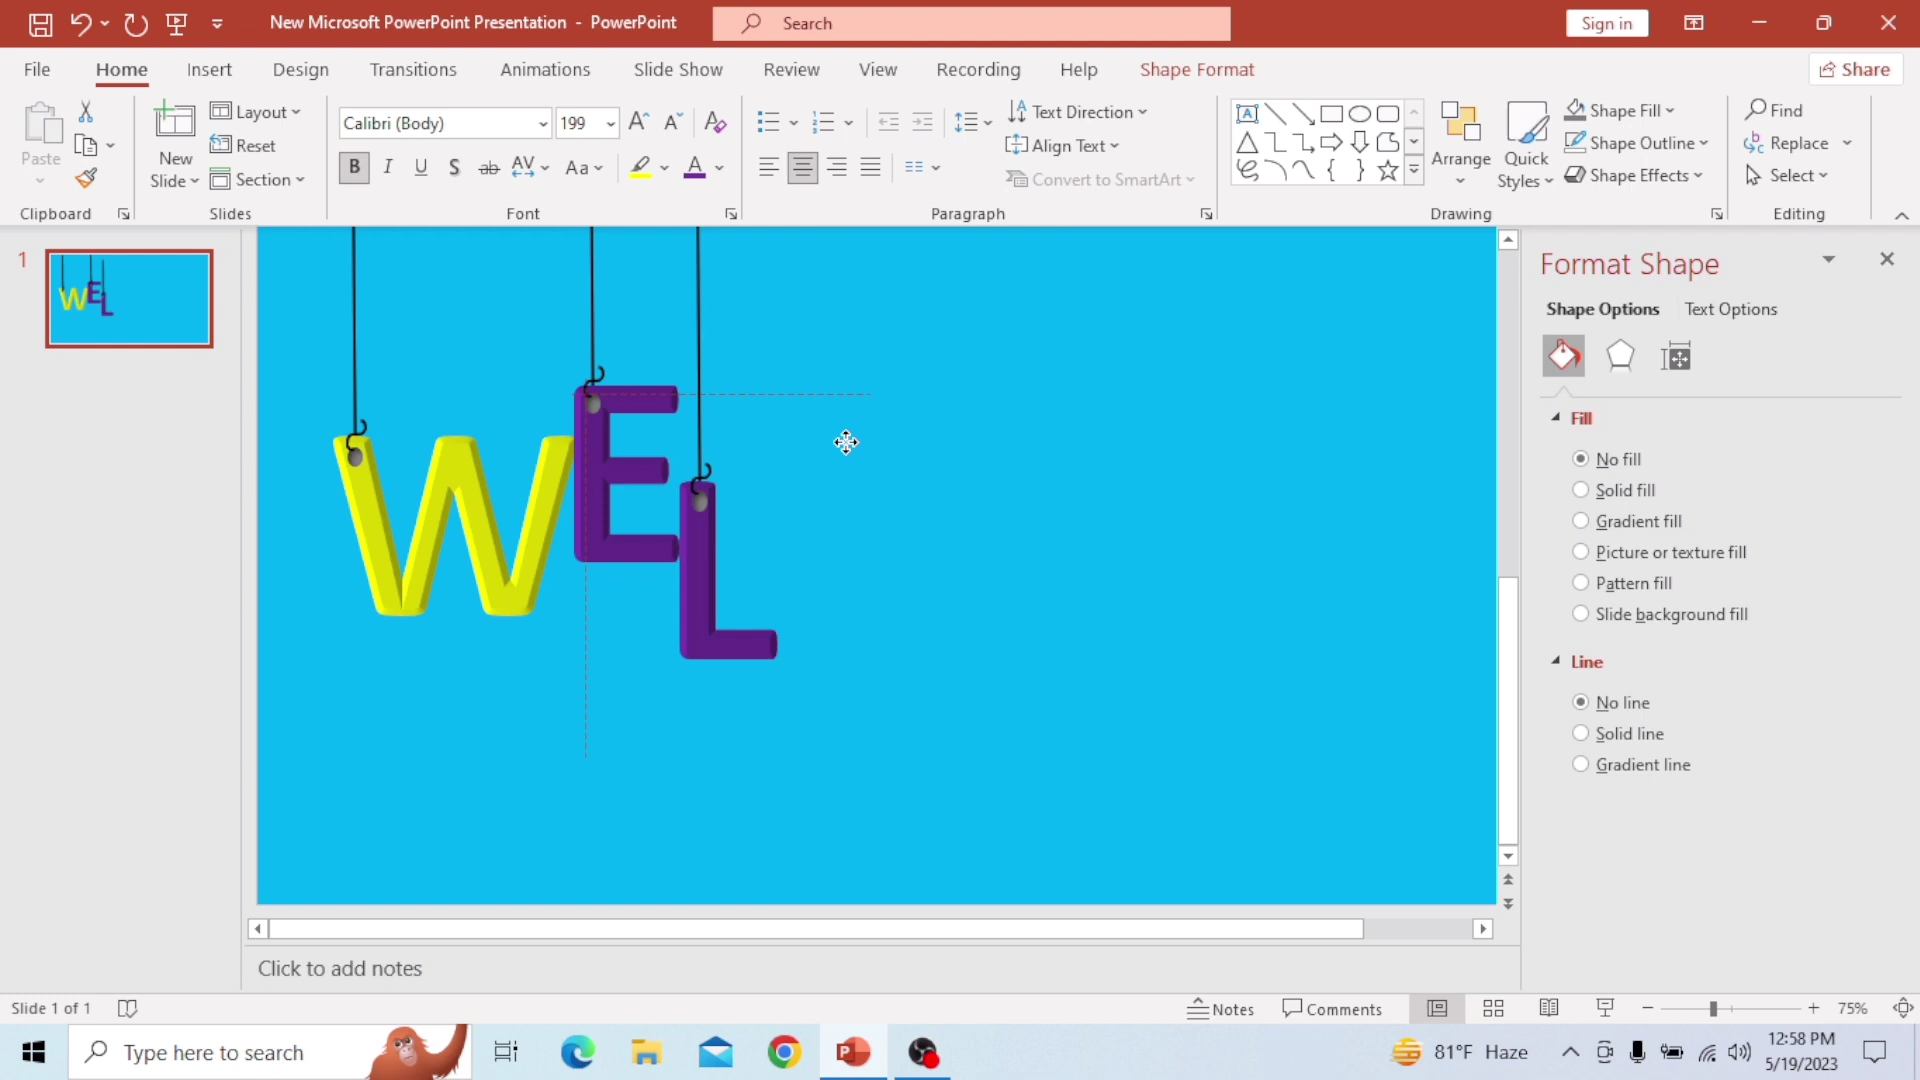 New Microsoft PowerPoint Presentation - PowerPoint
Search
Sign in
File
Home
Insert
Design
Transitions
Animations
Slide Show
Review
View
Recording
Help
Shape Format
Share
Paste
Clipboard
New
Slide
Layout
Reset
Section
Slides
Calibri (Body)
199
B I U S ab AV Aa A
Font
Text Direction
Align Text
Convert to SmartArt
Paragraph
Arrange
Quick
Styles
Shape Fill
Shape Outline
Shape Effects
Drawing
Find
Replace
Select
Editing
1
WEL
WEL
Format Shape
Shape Options
Text Options
Fill
No fill
Solid fill
Gradient fill
Picture or texture fill
Pattern fill
Slide background fill
Line
No line
Solid line
Gradient line
Click to add notes
Slide 1 of 1
Notes
Comments
75%
Type here to search
81°F Haze
12:58 PM
5/19/2023